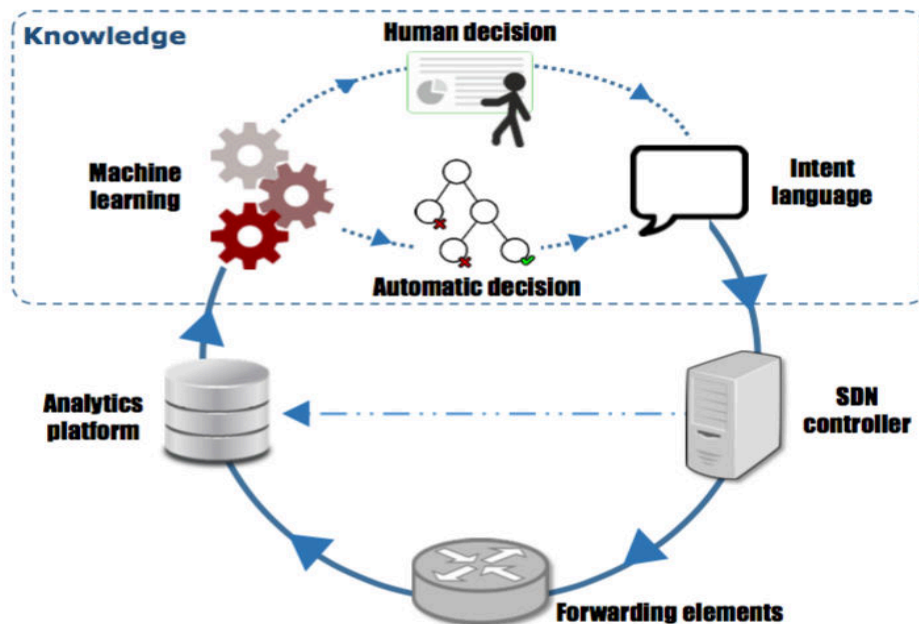 Knowledge
Human decision
Machine
learning
Intent
language
Automatic decision
Analytics
platform
SDN
controller
Forwarding elements